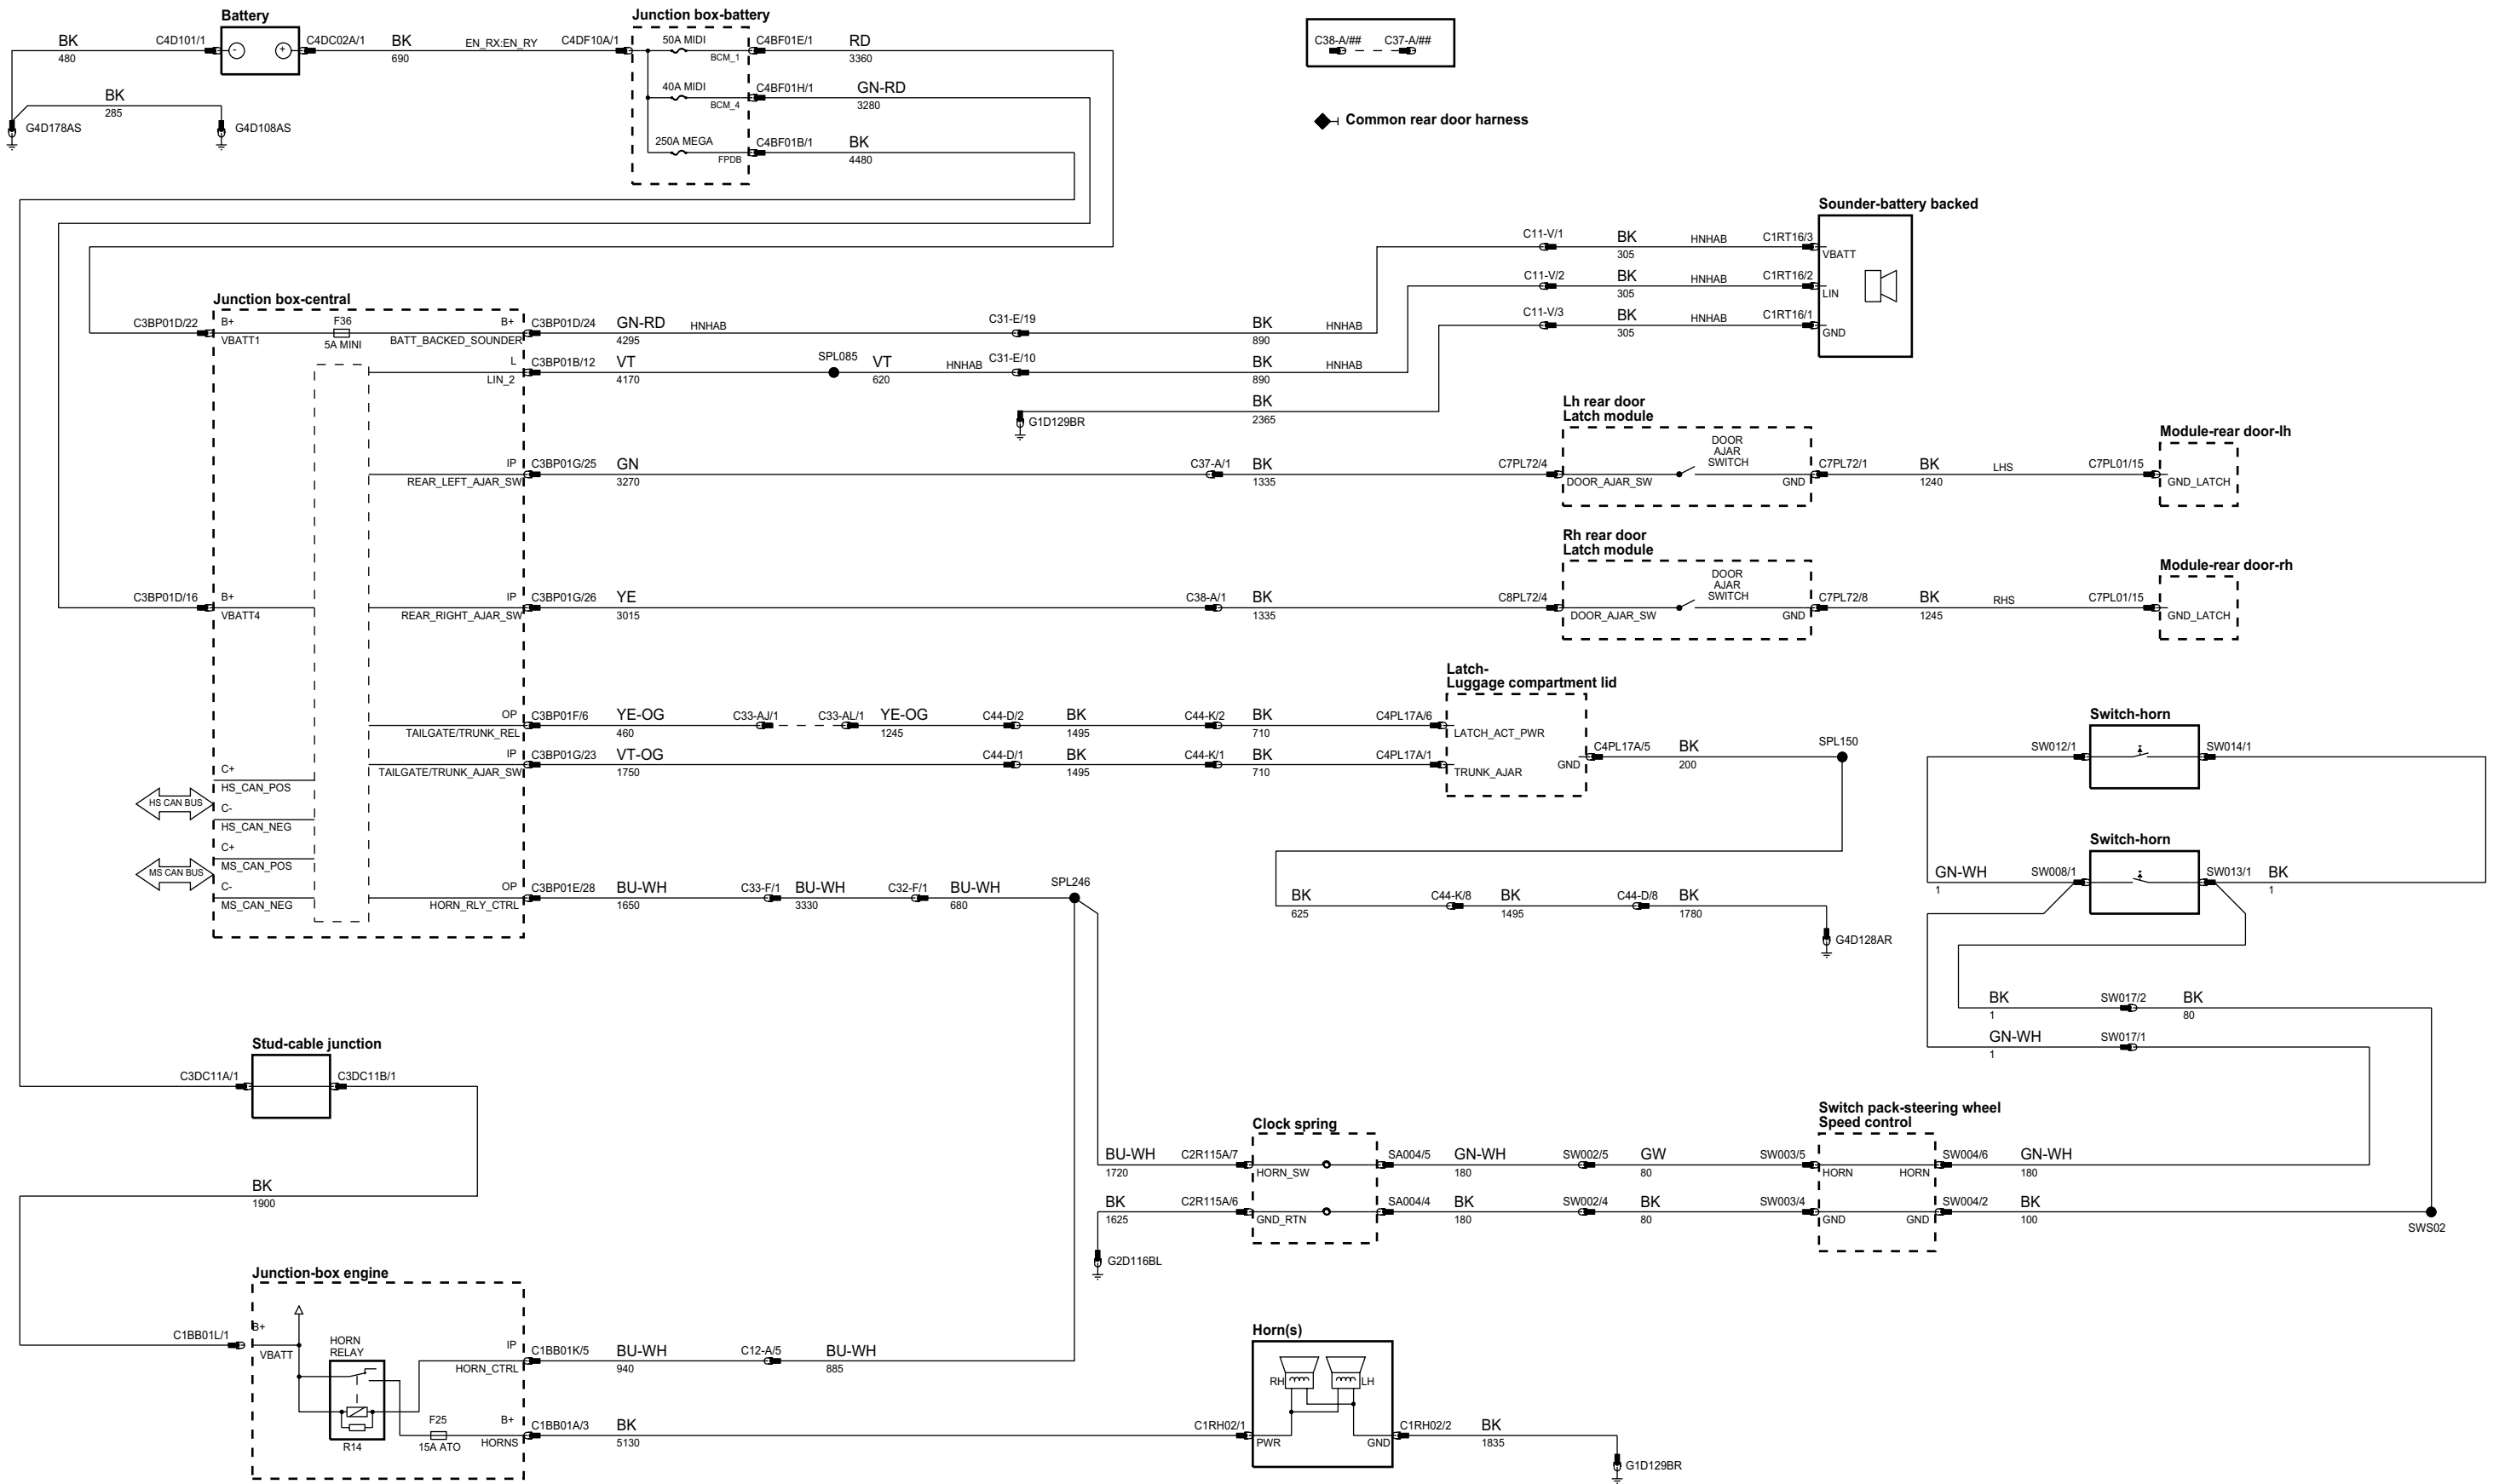 Battery
Junction box-battery
BK
480
C4D101/1
-
+
C4DC02A/1
BK
690
EN_RX:EN_RY
C4DF10A/1
50A MIDI
BCM_1
C4BF01E/1
RD
3360
40A MIDI
BCM_4
C4BF01H/1
GN-RD
3280
250A MEGA
FPDB
C4BF01B/1
BK
4480
BK
285
G4D178AS
G4D108AS
C38-A/##
C37-A/##
Common rear door harness
Sounder-battery backed
C11-V/1
BK
305
HNHAB
C1RT16/3
VBATT
C11-V/2
BK
305
HNHAB
C1RT16/2
LIN
C11-V/3
BK
305
HNHAB
C1RT16/1
GND
Junction box-central
C3BP01D/22
B+
VBATT1
F36
5A MINI
B+
BATT_BACKED_SOUNDER
C3BP01D/24
GN-RD
4295
HNHAB
C31-E/19
BK
890
HNHAB
L
LIN_2
C3BP01B/12
VT
4170
SPL085
VT
620
HNHAB
C31-E/10
BK
890
HNHAB
G1D129BR
BK
2365
Lh rear door
Latch module
Module-rear door-lh
IP
REAR_LEFT_AJAR_SW
C3BP01G/25
GN
3270
C37-A/1
BK
1335
C7PL72/4
DOOR_AJAR_SW
DOOR
AJAR
SWITCH
GND
C7PL72/1
BK
1240
LHS
C7PL01/15
GND_LATCH
Rh rear door
Latch module
Module-rear door-rh
C3BP01D/16
B+
VBATT4
IP
REAR_RIGHT_AJAR_SW
C3BP01G/26
YE
3015
C38-A/1
BK
1335
C8PL72/4
DOOR_AJAR_SW
DOOR
AJAR
SWITCH
GND
C7PL72/8
BK
1245
RHS
C7PL01/15
GND_LATCH
Latch-
Luggage compartment lid
OP
TAILGATE/TRUNK_REL
C3BP01F/6
YE-OG
460
C33-AJ/1
C33-AL/1
YE-OG
1245
C44-D/2
BK
1495
C44-K/2
BK
710
C4PL17A/6
LATCH_ACT_PWR
IP
TAILGATE/TRUNK_AJAR_SW
C3BP01G/23
VT-OG
1750
C44-D/1
BK
1495
C44-K/1
BK
710
C4PL17A/1
TRUNK_AJAR
GND
C4PL17A/5
BK
200
SPL150
Switch-horn
SW012/1
SW014/1
C+
HS_CAN_POS
HS CAN BUS
C-
HS_CAN_NEG
C+
MS_CAN_POS
MS CAN BUS
C-
MS_CAN_NEG
Switch-horn
GN-WH
1
SW008/1
SW013/1
BK
1
OP
HORN_RLY_CTRL
C3BP01E/28
BU-WH
1650
C33-F/1
BU-WH
3330
C32-F/1
BU-WH
680
SPL246
BK
625
C44-K/8
BK
1495
C44-D/8
BK
1780
G4D128AR
BK
1
SW017/2
BK
80
GN-WH
1
SW017/1
Stud-cable junction
C3DC11A/1
C3DC11B/1
BK
1900
Clock spring
Switch pack-steering wheel
Speed control
BU-WH
1720
C2R115A/7
HORN_SW
SA004/5
GN-WH
180
SW002/5
GW
80
SW003/5
HORN
HORN
SW004/6
GN-WH
180
BK
1625
C2R115A/6
GND_RTN
SA004/4
BK
180
SW002/4
BK
80
SW003/4
GND
GND
SW004/2
BK
100
SWS02
G2D116BL
Junction-box engine
C1BB01L/1
B+
VBATT
HORN
RELAY
R14
IP
HORN_CTRL
C1BB01K/5
BU-WH
940
C12-A/5
BU-WH
885
F25
15A ATO
B+
HORNS
C1BB01A/3
BK
5130
Horn(s)
RH
LH
C1RH02/1
PWR
GND
C1RH02/2
BK
1835
G1D129BR